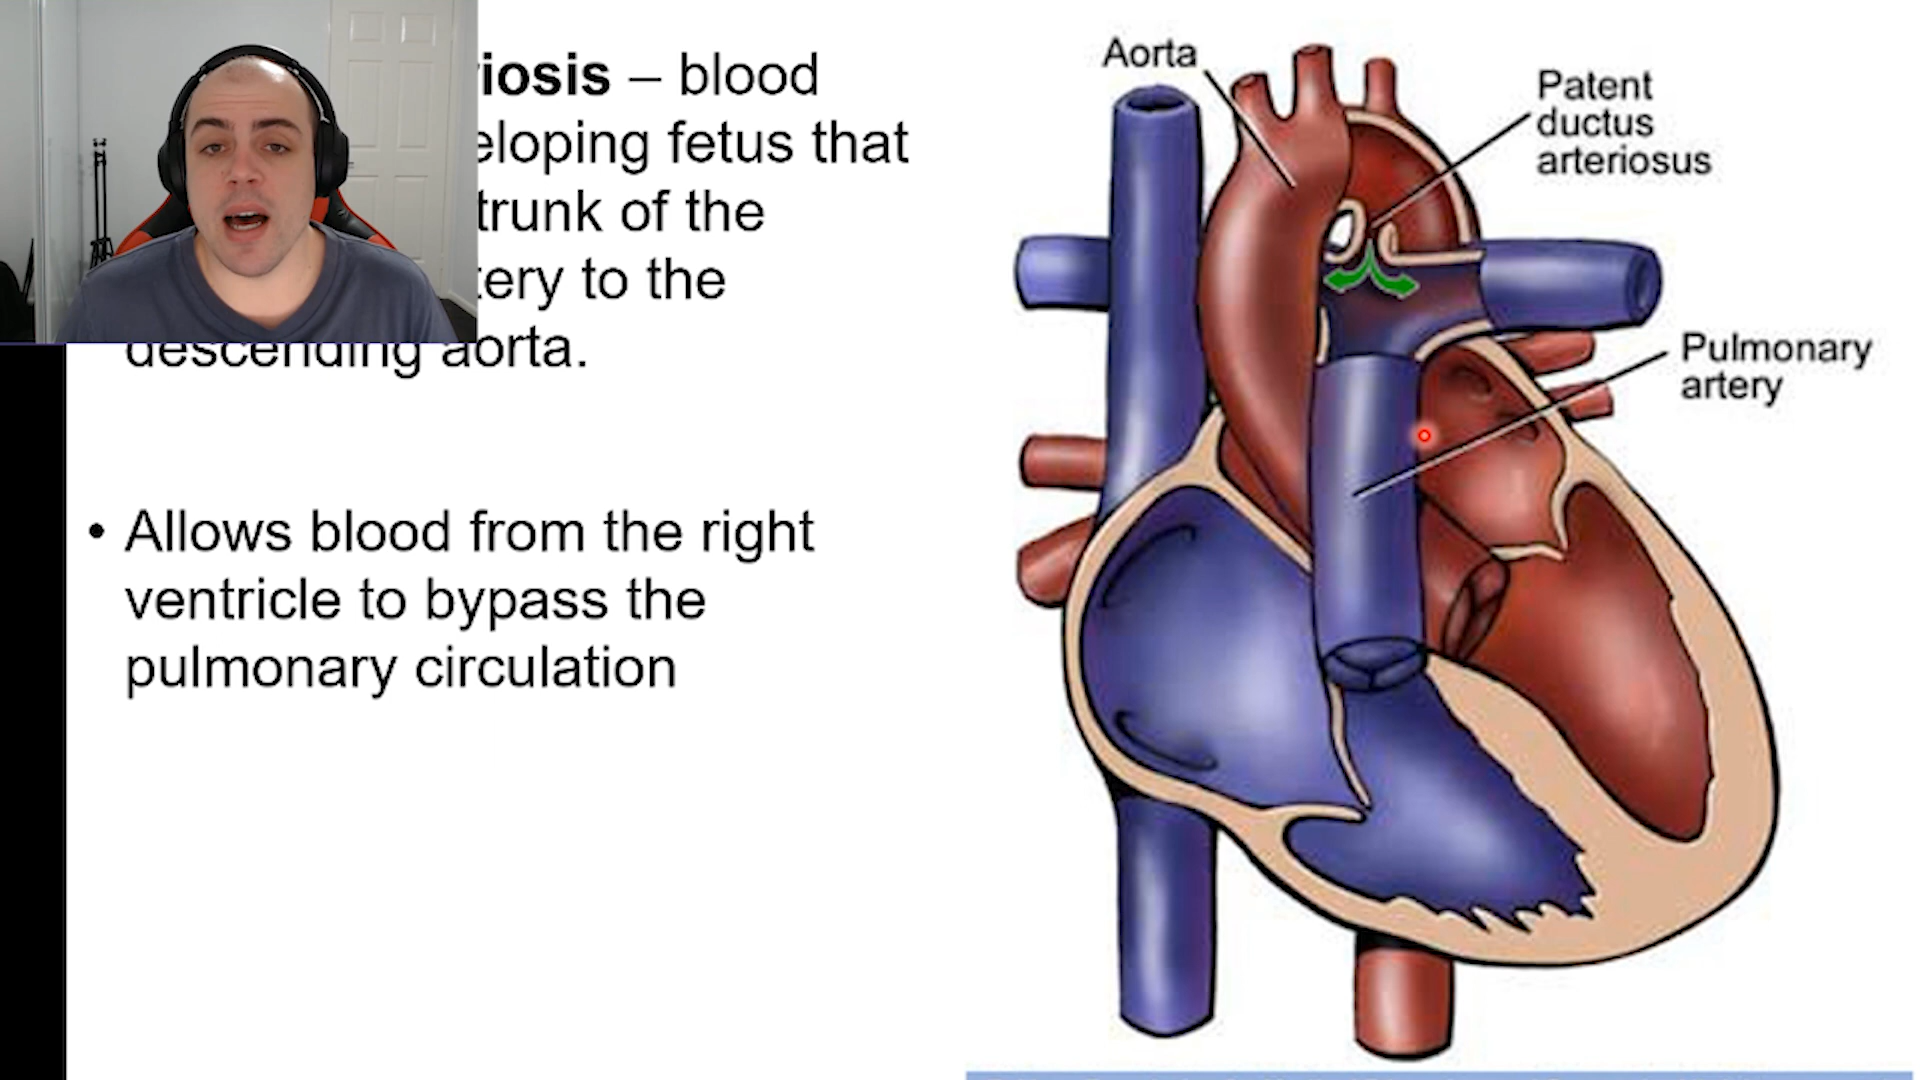 iosis – blood
eloping fetus that
trunk of the
tery to the
descending aorta.
• Allows blood from the right
ventricle to bypass the
pulmonary circulation
Aorta
Patent
ductus
arteriosus
Pulmonary
artery